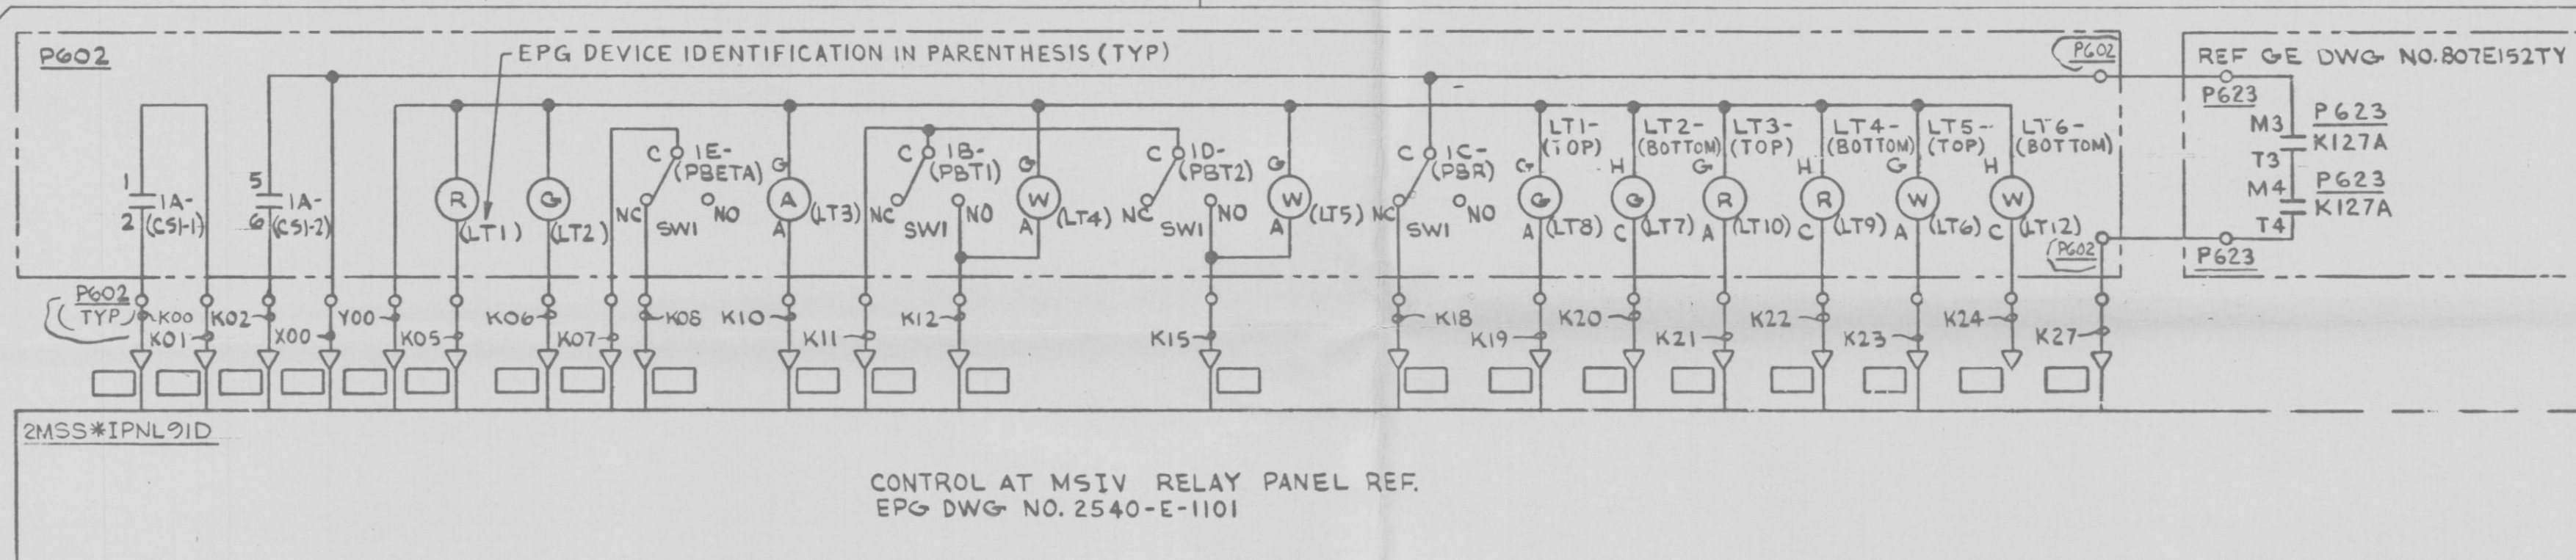 P602
EPG DEVICE IDENTIFICATION IN PARENTHESIS (TYP)
P602
REF GE DWG NO. 807E152TY
P623
M3
P623
K127A
T3
M4
P623
K127A
T4
P623
1
1A-
2
(CS1-1)
5
1A-
6
(CS1-2)
R
(LT1)
G
(LT2)
C
1E-
(PBETA)
NC
NO
SW1
G
A
(LT3)
A
C
1B-
(PBT1)
NC
NO
SW1
G
W
(LT4)
A
C
1D-
(PBT2)
NC
NO
SW1
G
W
(LT5)
A
C
1C-
(PBR)
NC
NO
SW1
LT1-
(TOP)
G
G
A
(LT8)
LT2-
(BOTTOM)
H
G
C
(LT7)
LT3-
(TOP)
G
R
A
(LT10)
LT4-
(BOTTOM)
H
R
C
(LT9)
LT5-
(TOP)
G
W
A
(LT6)
LT6-
(BOTTOM)
H
W
C
(LT12)
P602
P602
(TYP)
K00
K01
K02
X00
Y00
K05
K06
K07
K08
K10
K11
K12
K15
K18
K19
K20
K21
K22
K23
K24
K27
2MSS*IPNL91D
CONTROL AT MSIV RELAY PANEL REF.
EPG DWG NO. 2540-E-1101